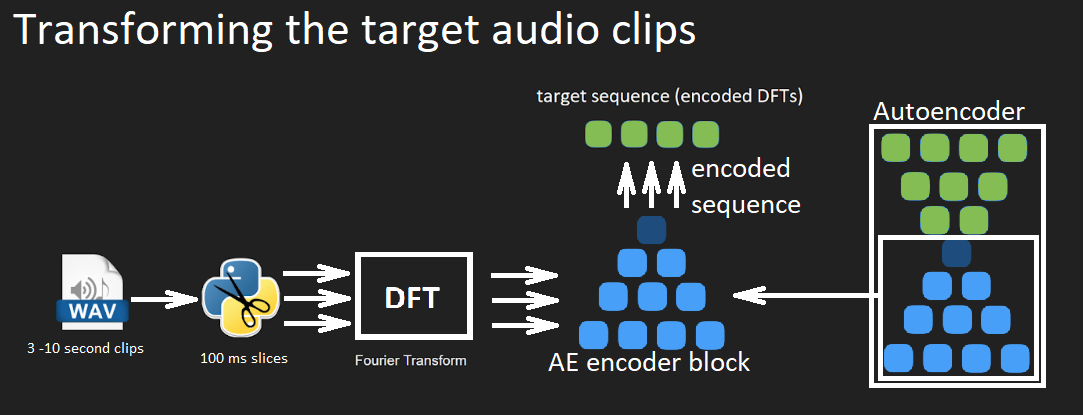 Transforming the target audio clips
target sequence (encoded DFTs)
Autoencoder
encoded
sequence
WAV
DFT
3 -10 second clips
100 ms slices
Fourier Transform
AE encoder block